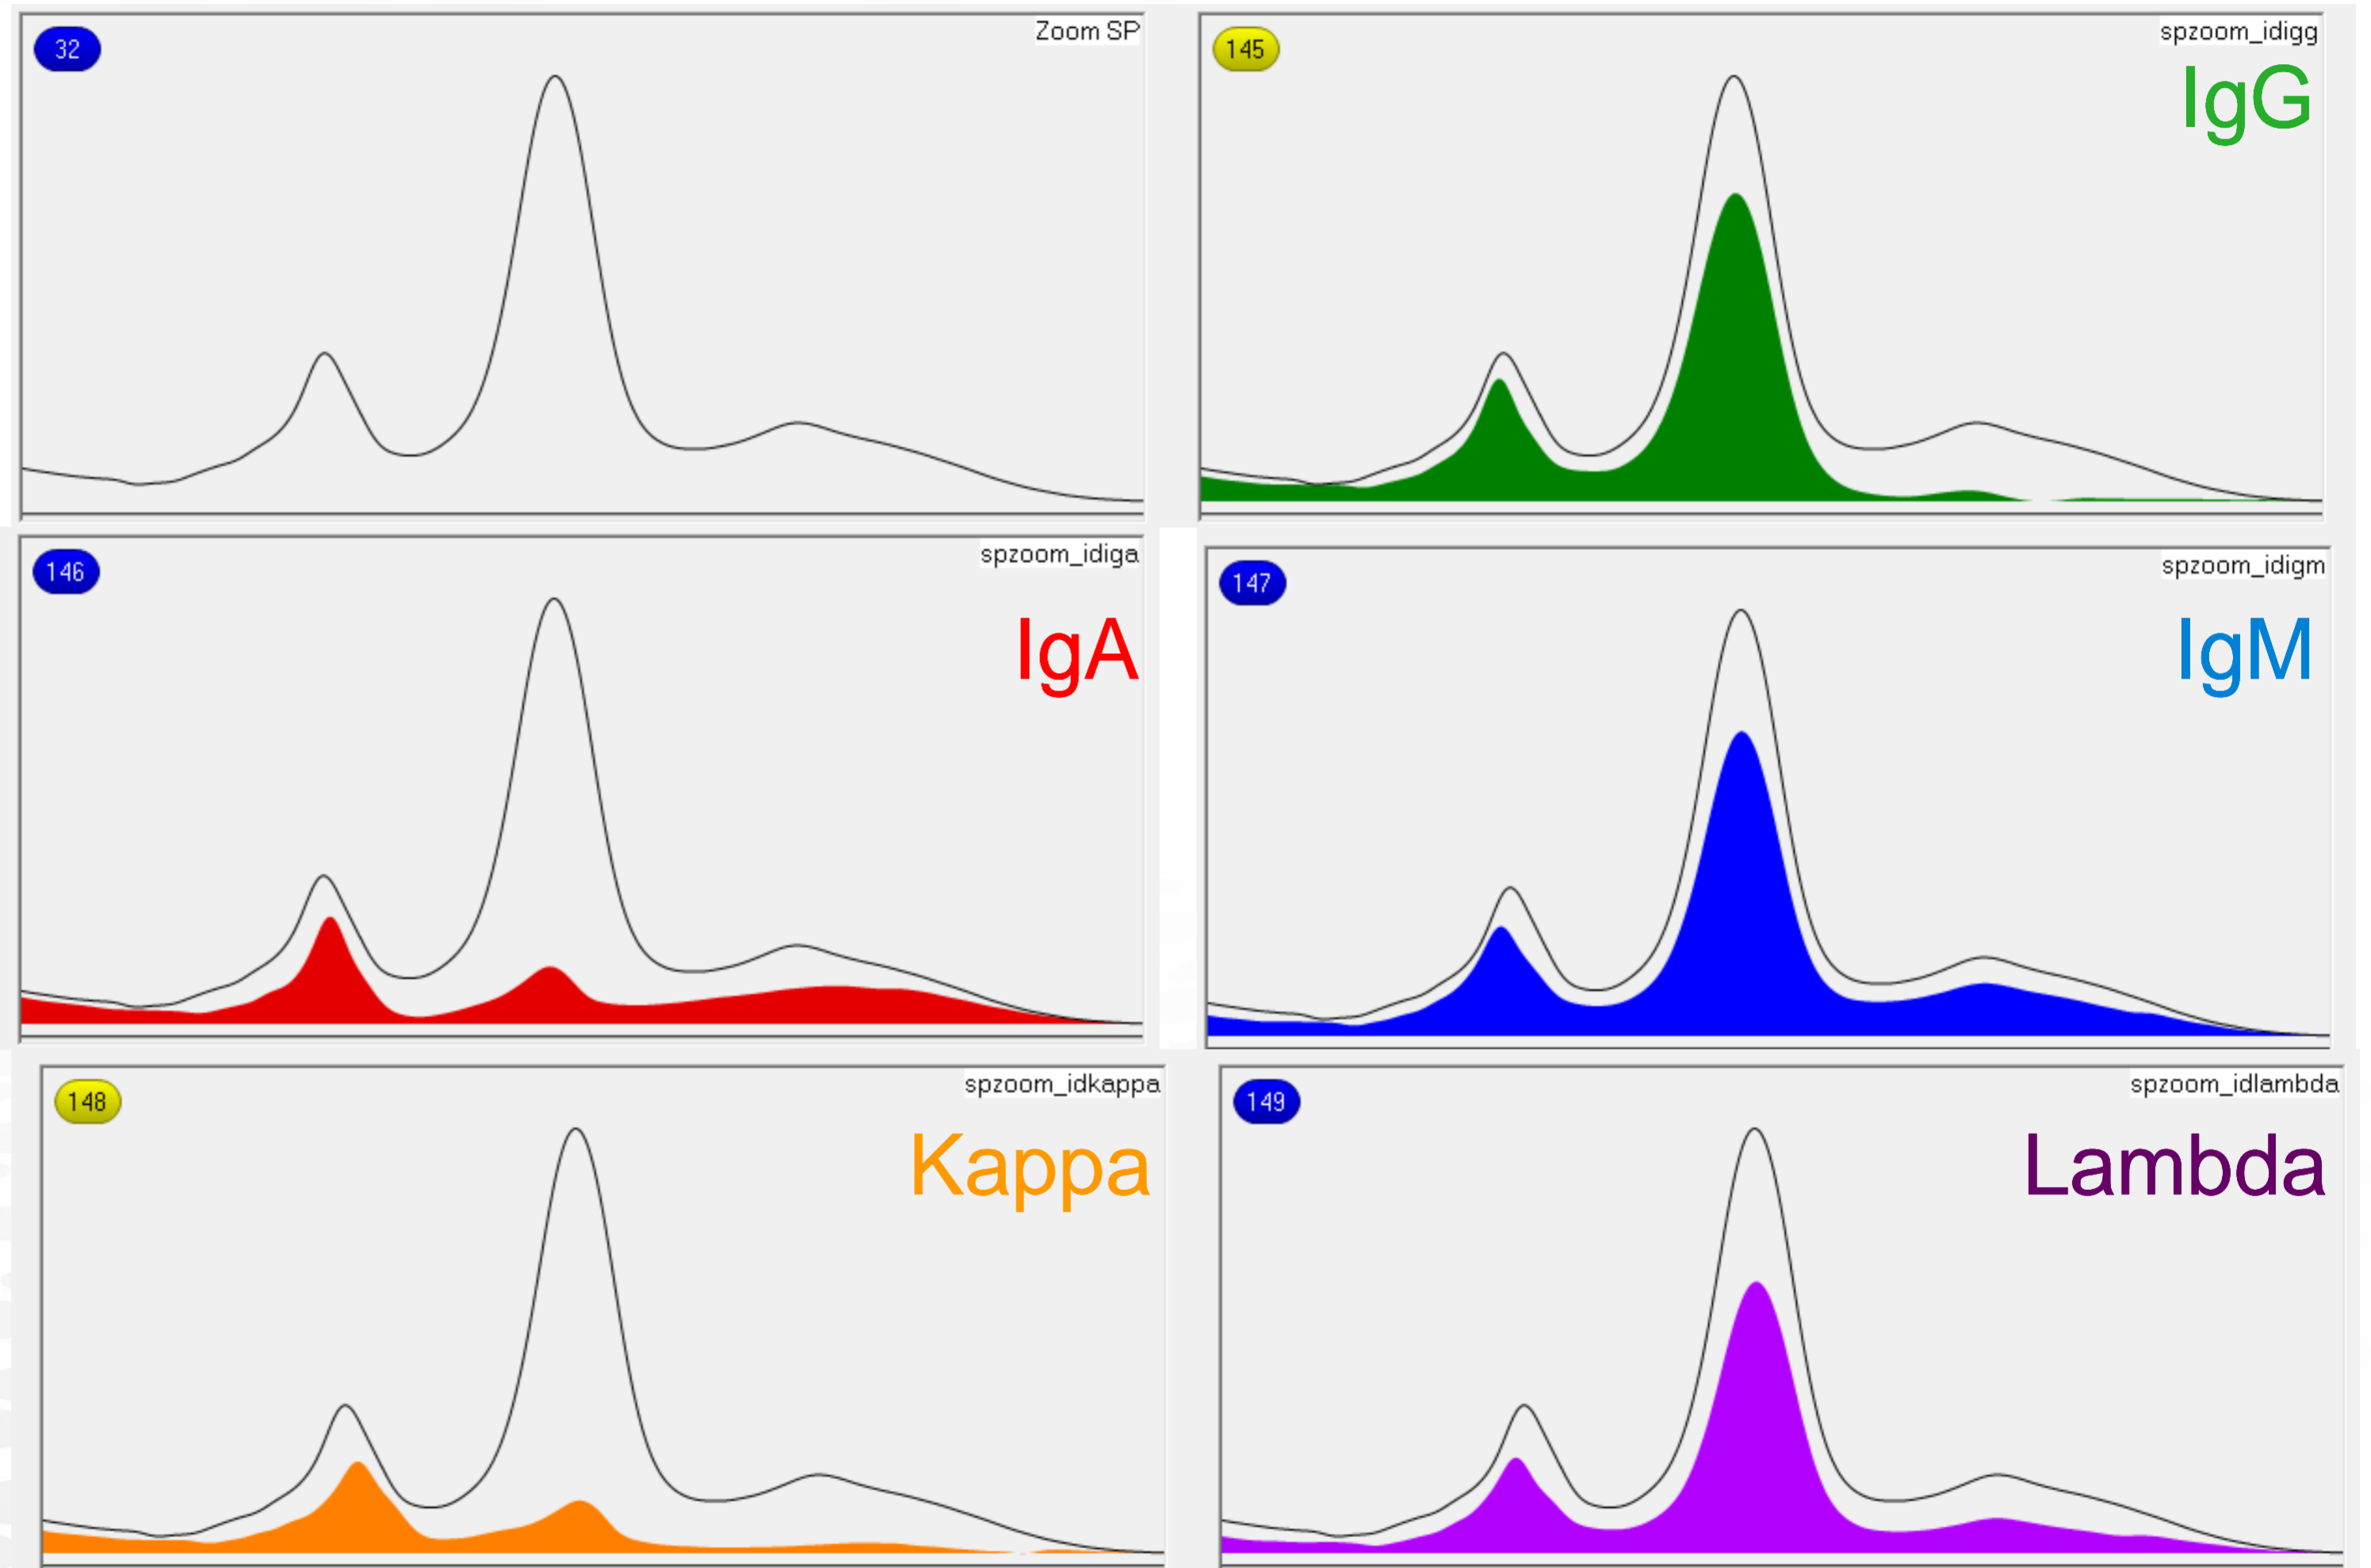 32
Zoom SP
145
spzoom_idigg
IgG
146
spzoom_idiga
IgA
147
spzoom_idigm
IgM
148
spzoom_idkappa
Kappa
149
spzoom_idlambda
Lambda